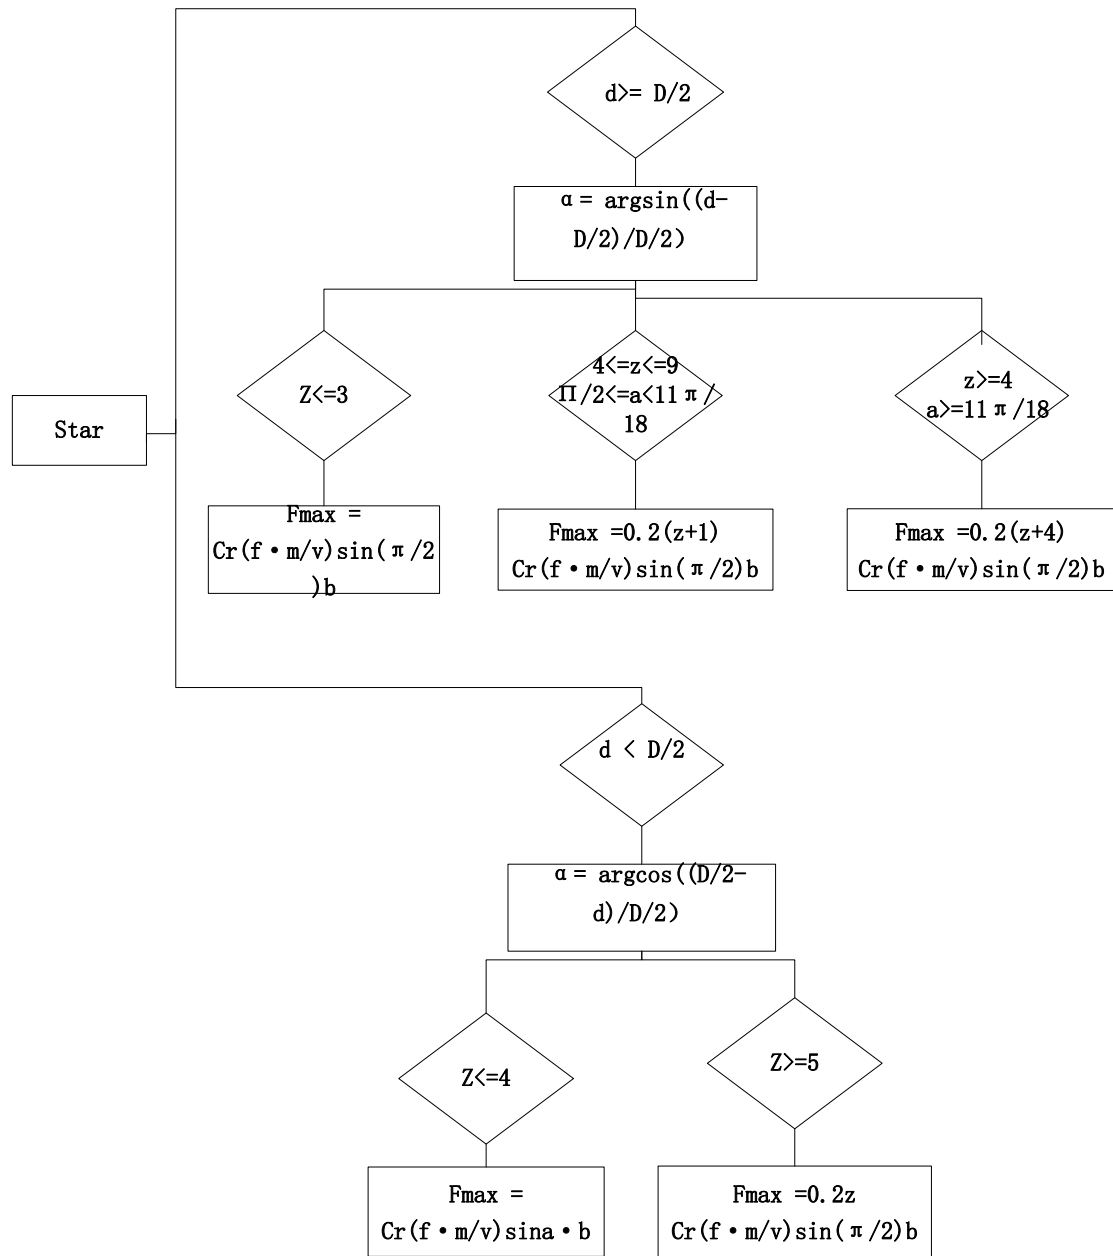 d>= D/2
α= argsin((d-
D/2)/D/2)
Z<=3
4<=z<=9
Π/2<=a<11π/
18
z>=4
a>=11π/18
Star
Fmax =
Cr(f·m/v)sin(π/2
)b
Fmax =0.2(z+1)
Cr(f·m/v)sin(π/2)b
Fmax =0.2(z+4)
Cr(f·m/v)sin(π/2)b
d < D/2
α= argcos((D/2-
d)/D/2)
Z<=4
Z>=5
Fmax =
Cr(f·m/v)sina·b
Fmax =0.2z
Cr(f·m/v)sin(π/2)b